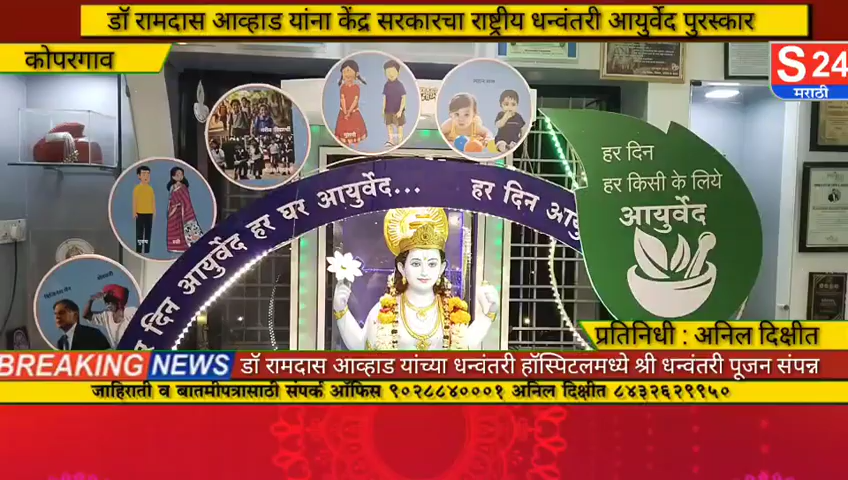 डॉ रामदास आव्हाड यांना केंद्र सरकारचा राष्ट्रीय धन्वंतरी आयुर्वेद पुरस्कार
कोपरगाव
S 24
मराठी
हर दिन आयुर्वेद हर घर आयुर्वेद... हर दिन आयु
हर दिन
हर किसी के लिये
आयुर्वेद
पुरुष
स्त्री
प्रतिनिधी : अनिल दिक्षीत
BREAKING NEWS
डॉ रामदास आव्हाड यांच्या धन्वंतरी हॉस्पिटलमध्ये श्री धन्वंतरी पूजन संपन्न
जाहिराती व बातमीपत्रासाठी संपर्क ऑफिस ९०२८८४०००१ अनिल दिक्षीत ८४३२६२९९५०